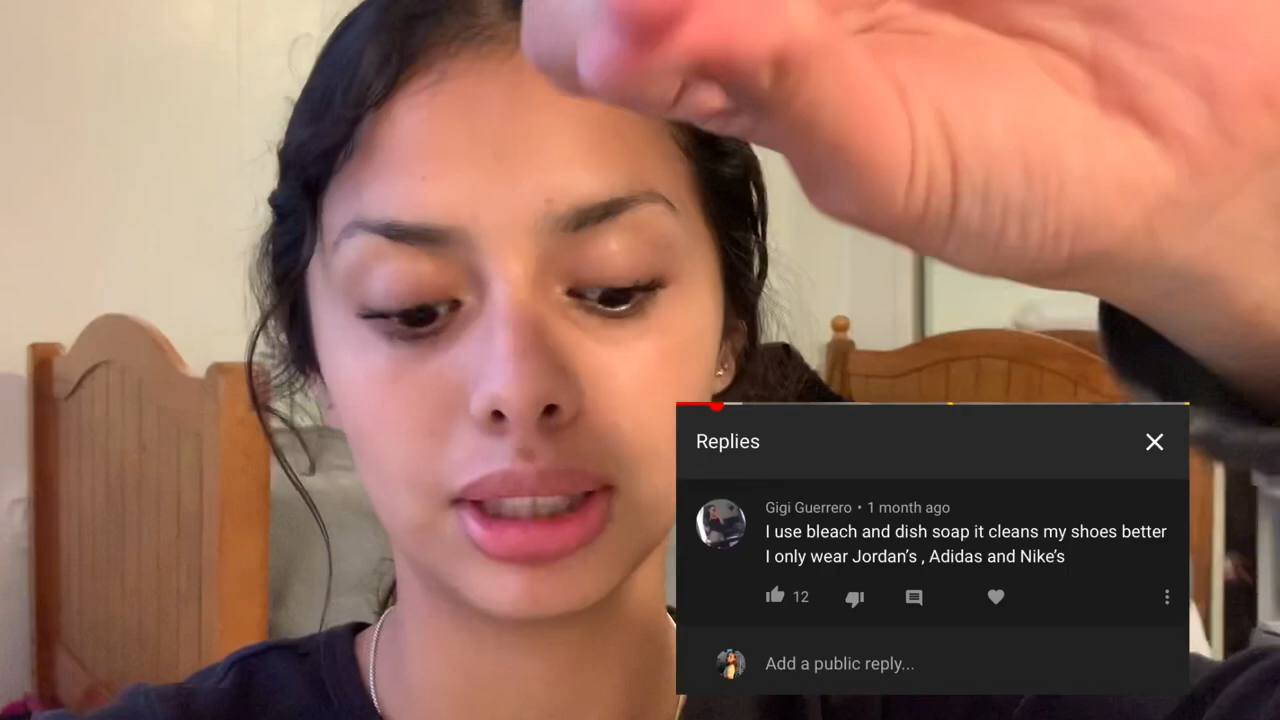 Replies
Gigi Guerrero • 1 month ago
I use bleach and dish soap it cleans my shoes better
I only wear Jordan's , Adidas and Nike's
12
Add a public reply...